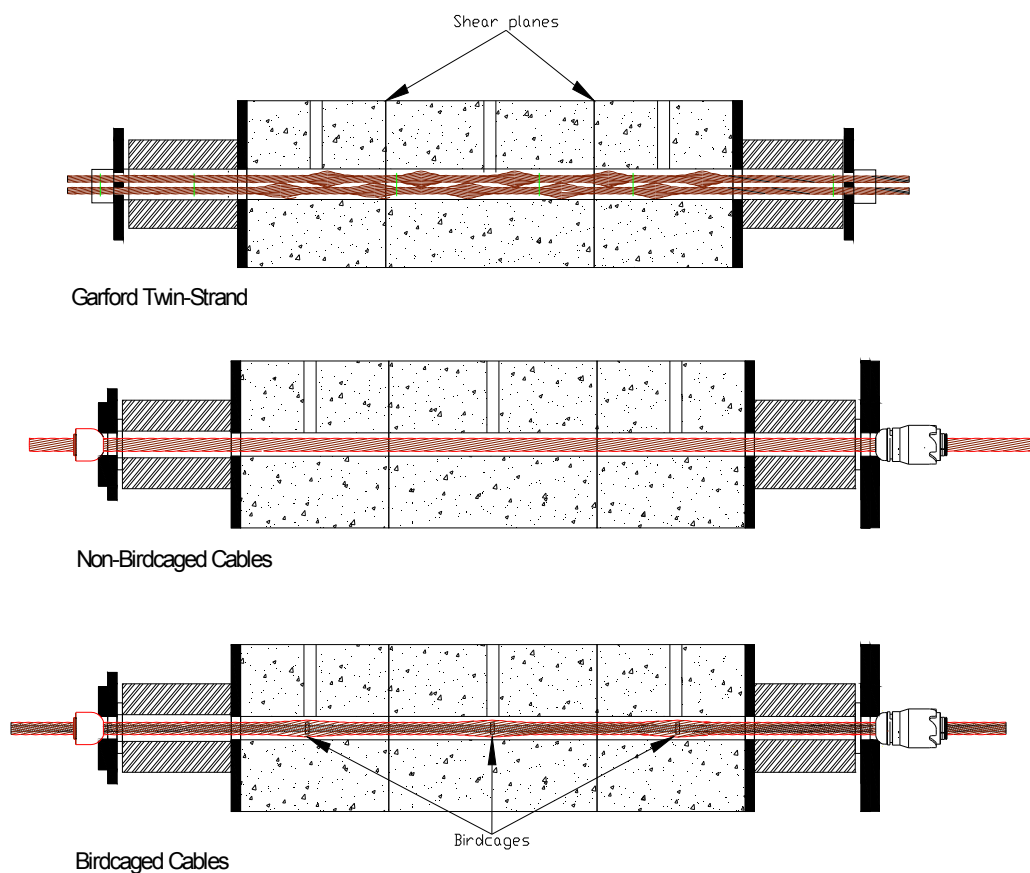 Shear planes
Garford Twin-Strand
Non-Birdcaged Cables
Birdcages
Birdcaged Cables